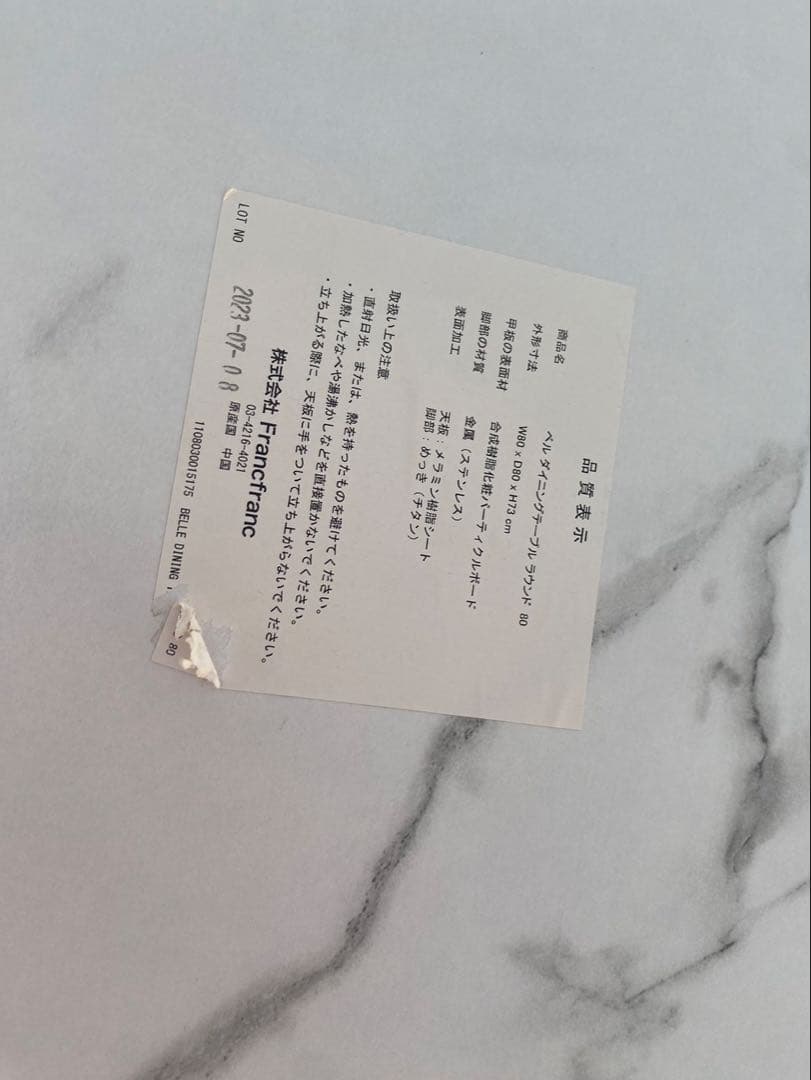 品質表示
商品名 ベル ダイニングテーブル ラウンド 80
外形寸法 W80 x D80 x H73 cm
甲板の表面材 合成樹脂化粧パーティクルボード
脚部の材質 金属（ステンレス）
表面加工 天板：メラミン樹脂シート
脚部：めっき（チタン）
取扱い上の注意
・直射日光、または、熱を持ったものを避けてください。
・加熱したなべや湯沸かしなどを直接置かないでください。
・立ち上がる際に、天板に手をついて立ち上がらないでください。
株式会社 Francfranc
03-4216-4021
原産国 中国
LOT NO 2023-07-08
1108030015175 BELLE DINING 80